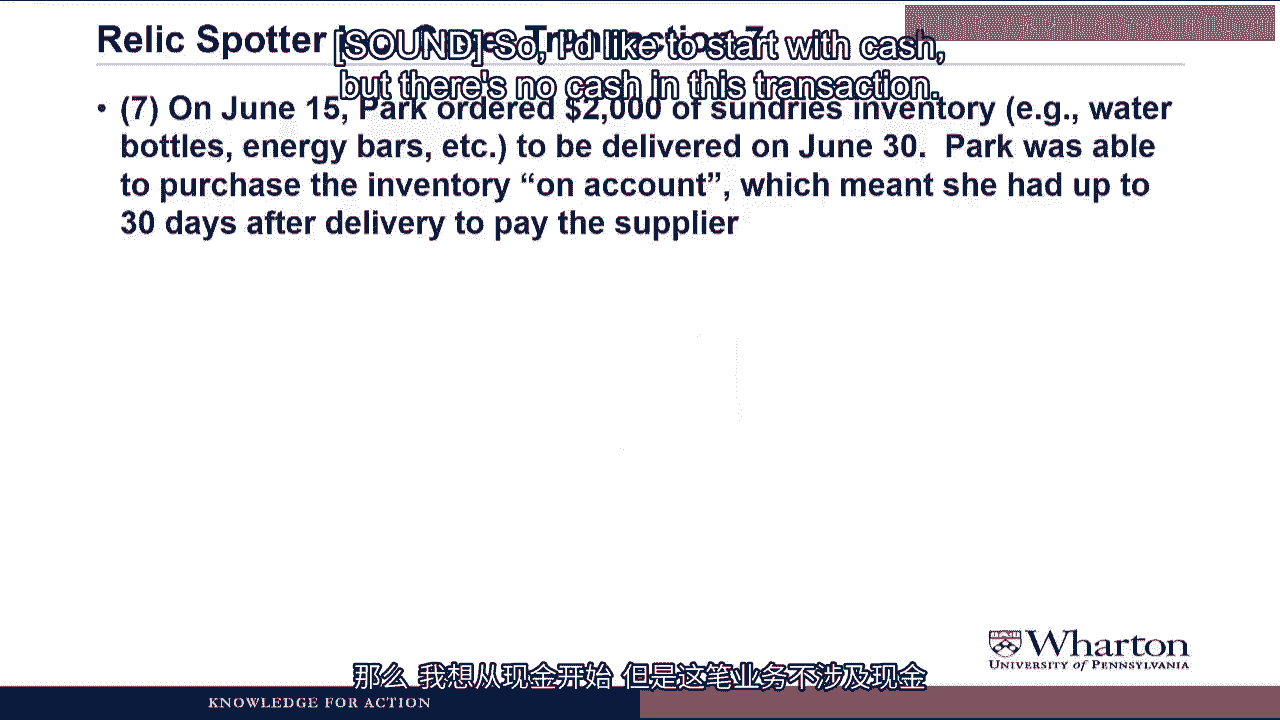 Relic Spotter Inc. Case: Transaction 7
[SOUND] So, I'd like to start with cash,
but there's no cash in this transaction.
• (7) On June 15, Park ordered $2,000 of sundries inventory (e.g., water
bottles, energy bars, etc.) to be delivered on June 30. Park was able
to purchase the inventory “on account”, which meant she had up to
30 days after delivery to pay the supplier
Wharton
UNIVERSITY of PENNSYLVANIA
那么 我想从现金开始 但是这笔业务不涉及现金
KNOWLEDGE FOR ACTION